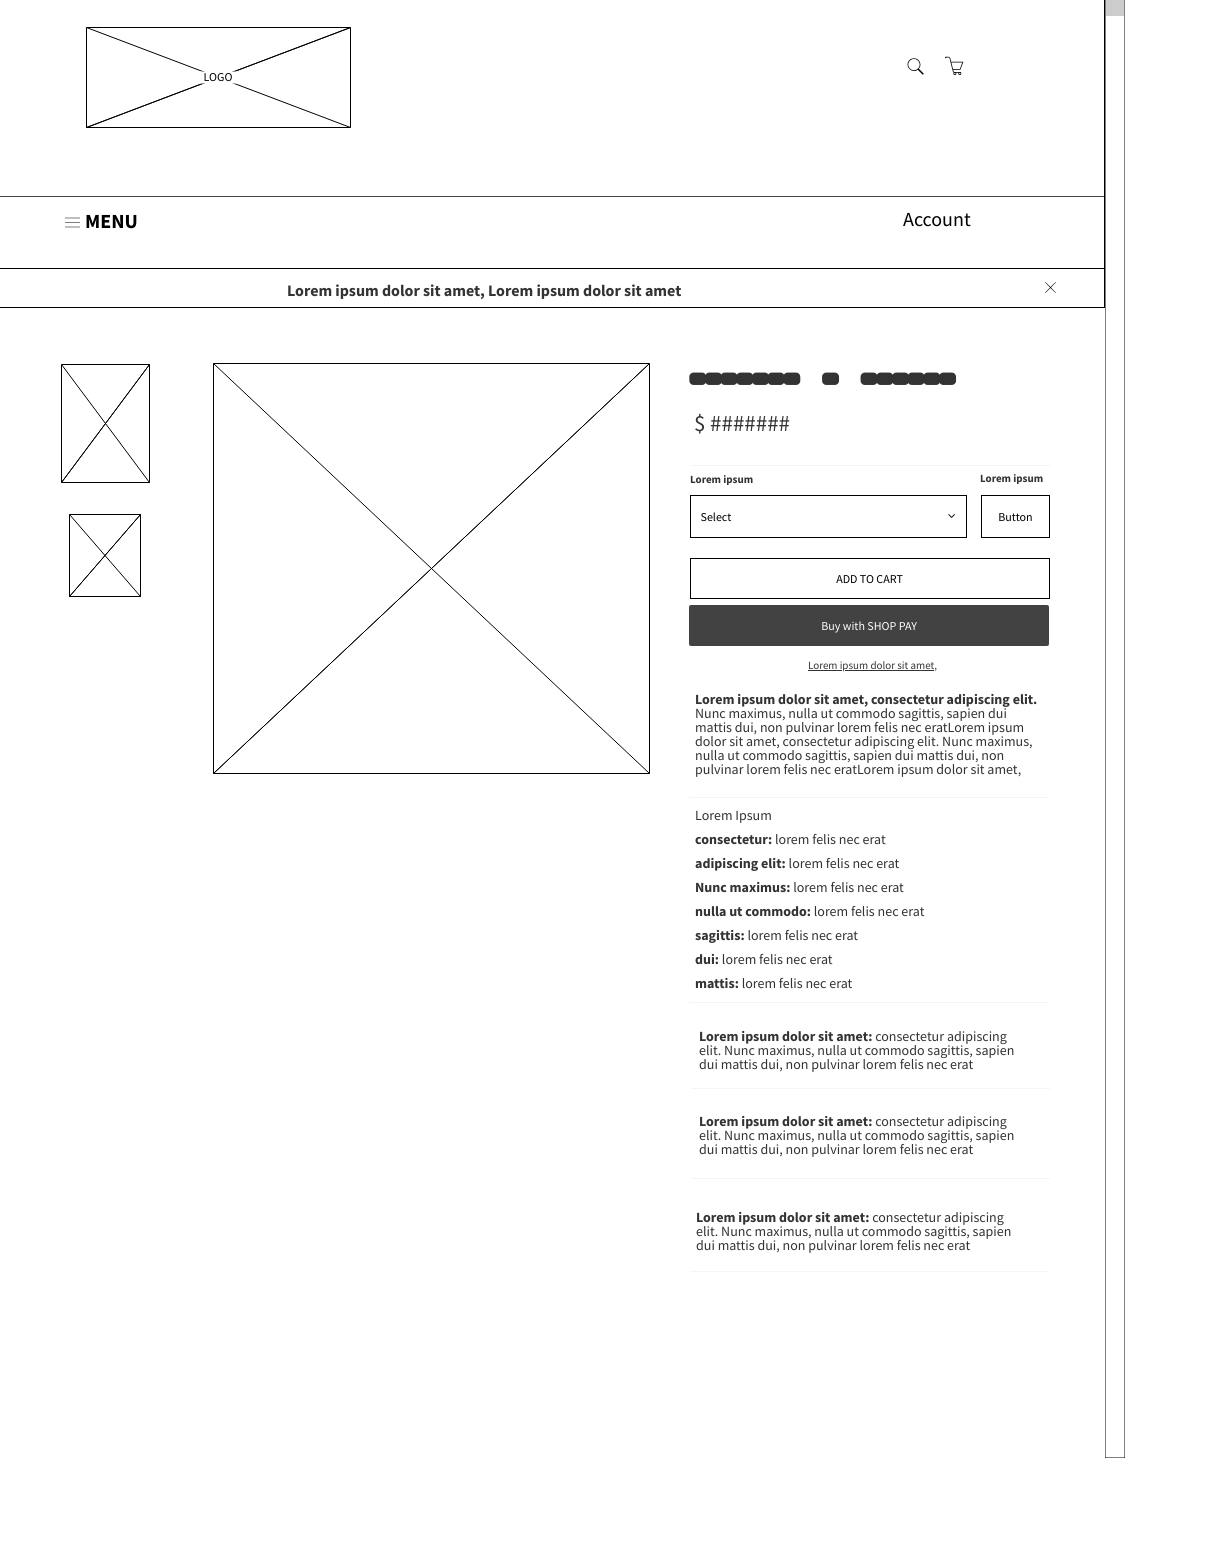 LOGO
MENU
Account
Lorem ipsum dolor sit amet, Lorem ipsum dolor sit amet
$ #######
Lorem ipsum
Lorem ipsum
Select
Button
ADD TO CART
Buy with SHOP PAY
Lorem ipsum dolor sit amet,
Lorem ipsum dolor sit amet, consectetur adipiscing elit.
Nunc maximus, nulla ut commodo sagittis, sapien dui
mattis dui, non pulvinar lorem felis nec eratLorem ipsum
dolor sit amet, consectetur adipiscing elit. Nunc maximus,
nulla ut commodo sagittis, sapien dui mattis dui, non
pulvinar lorem felis nec eratLorem ipsum dolor sit amet,
Lorem Ipsum
consectetur: lorem felis nec erat
adipiscing elit: lorem felis nec erat
Nunc maximus: lorem felis nec erat
nulla ut commodo: lorem felis nec erat
sagittis: lorem felis nec erat
dui: lorem felis nec erat
mattis: lorem felis nec erat
Lorem ipsum dolor sit amet: consectetur adipiscing
elit. Nunc maximus, nulla ut commodo sagittis, sapien
dui mattis dui, non pulvinar lorem felis nec erat
Lorem ipsum dolor sit amet: consectetur adipiscing
elit. Nunc maximus, nulla ut commodo sagittis, sapien
dui mattis dui, non pulvinar lorem felis nec erat
Lorem ipsum dolor sit amet: consectetur adipiscing
elit. Nunc maximus, nulla ut commodo sagittis, sapien
dui mattis dui, non pulvinar lorem felis nec erat